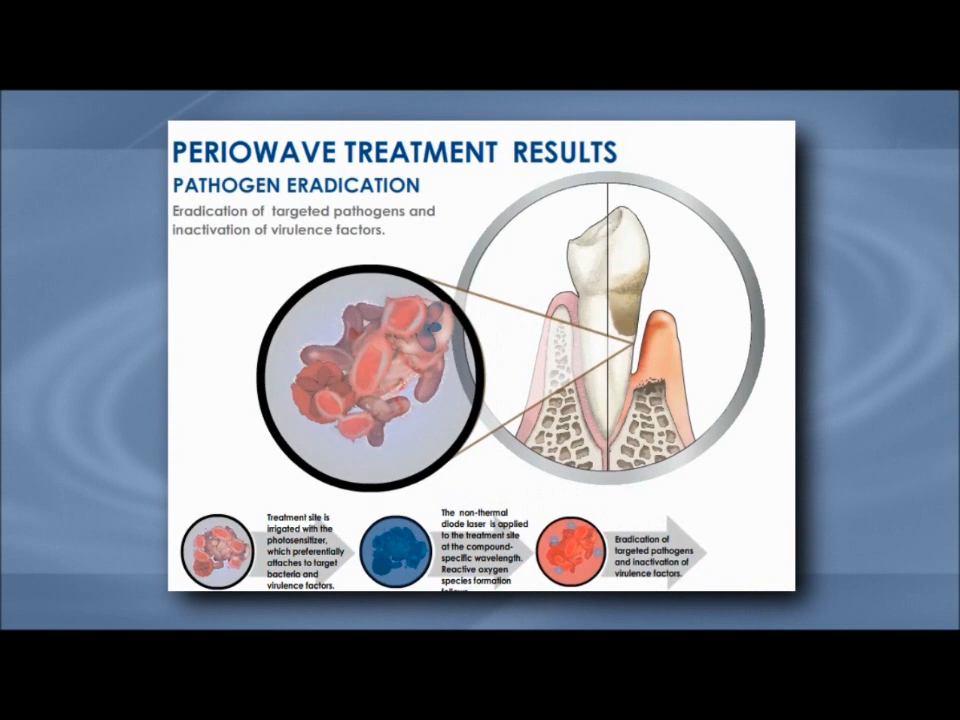 PERIOWAVE TREATMENT RESULTS
PATHOGEN ERADICATION
Eradication of targeted pathogens and
inactivation of virulence factors.
Treatment site is
irrigated with the
photosensitizer,
which preferentially
attaches to target
bacteria and
virulence factors.
The non-thermal
diode laser is applied
to the treatment site
at the compound-
specific wavelength.
Reactive oxygen
species formation
Eradication of
targeted pathogens
and inactivation of
virulence factors.